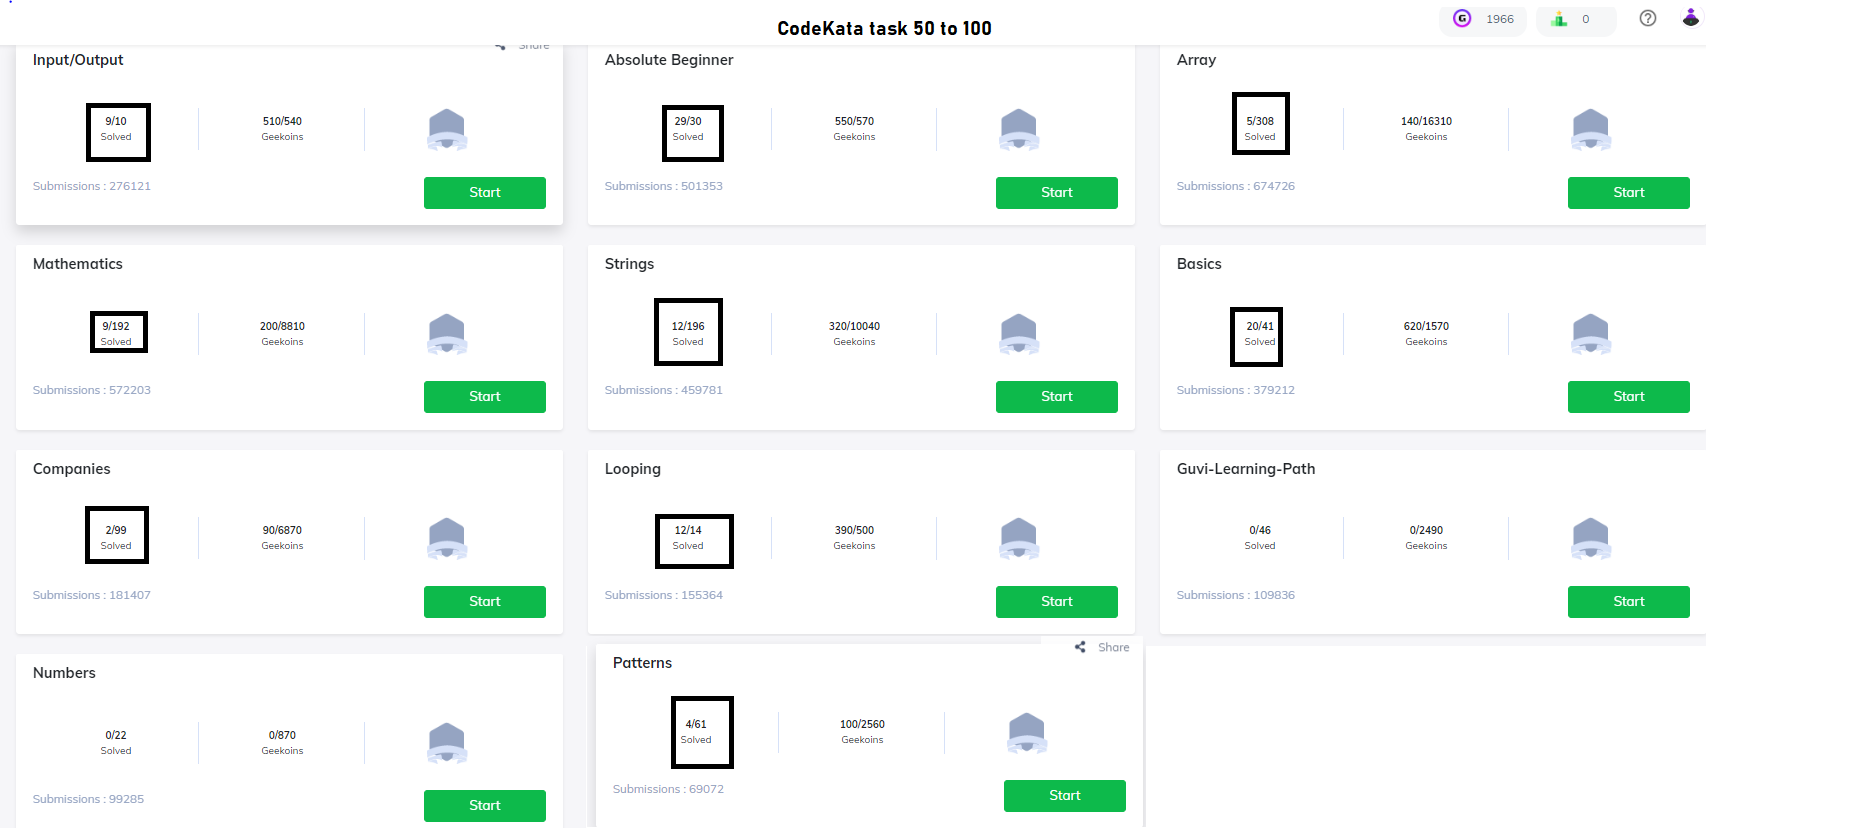 CodeKata task 50 to 100
1966
0
Share
Input/Output
9/10
Solved
510/540
Geekoins
Submissions : 276121
Start
Absolute Beginner
29/30
Solved
550/570
Geekoins
Submissions : 501353
Start
Array
5/308
Solved
140/16310
Geekoins
Submissions : 674726
Start
Mathematics
9/192
Solved
200/8810
Geekoins
Submissions : 572203
Start
Strings
12/196
Solved
320/10040
Geekoins
Submissions : 459781
Start
Basics
20/41
Solved
620/1570
Geekoins
Submissions : 379212
Start
Companies
2/99
Solved
90/6870
Geekoins
Submissions : 181407
Start
Looping
12/14
Solved
390/500
Geekoins
Submissions : 155364
Start
Guvi-Learning-Path
0/46
Solved
0/2490
Geekoins
Submissions : 109836
Start
Numbers
0/22
Solved
0/870
Geekoins
Submissions : 99285
Start
Share
Patterns
4/61
Solved
100/2560
Geekoins
Submissions : 69072
Start